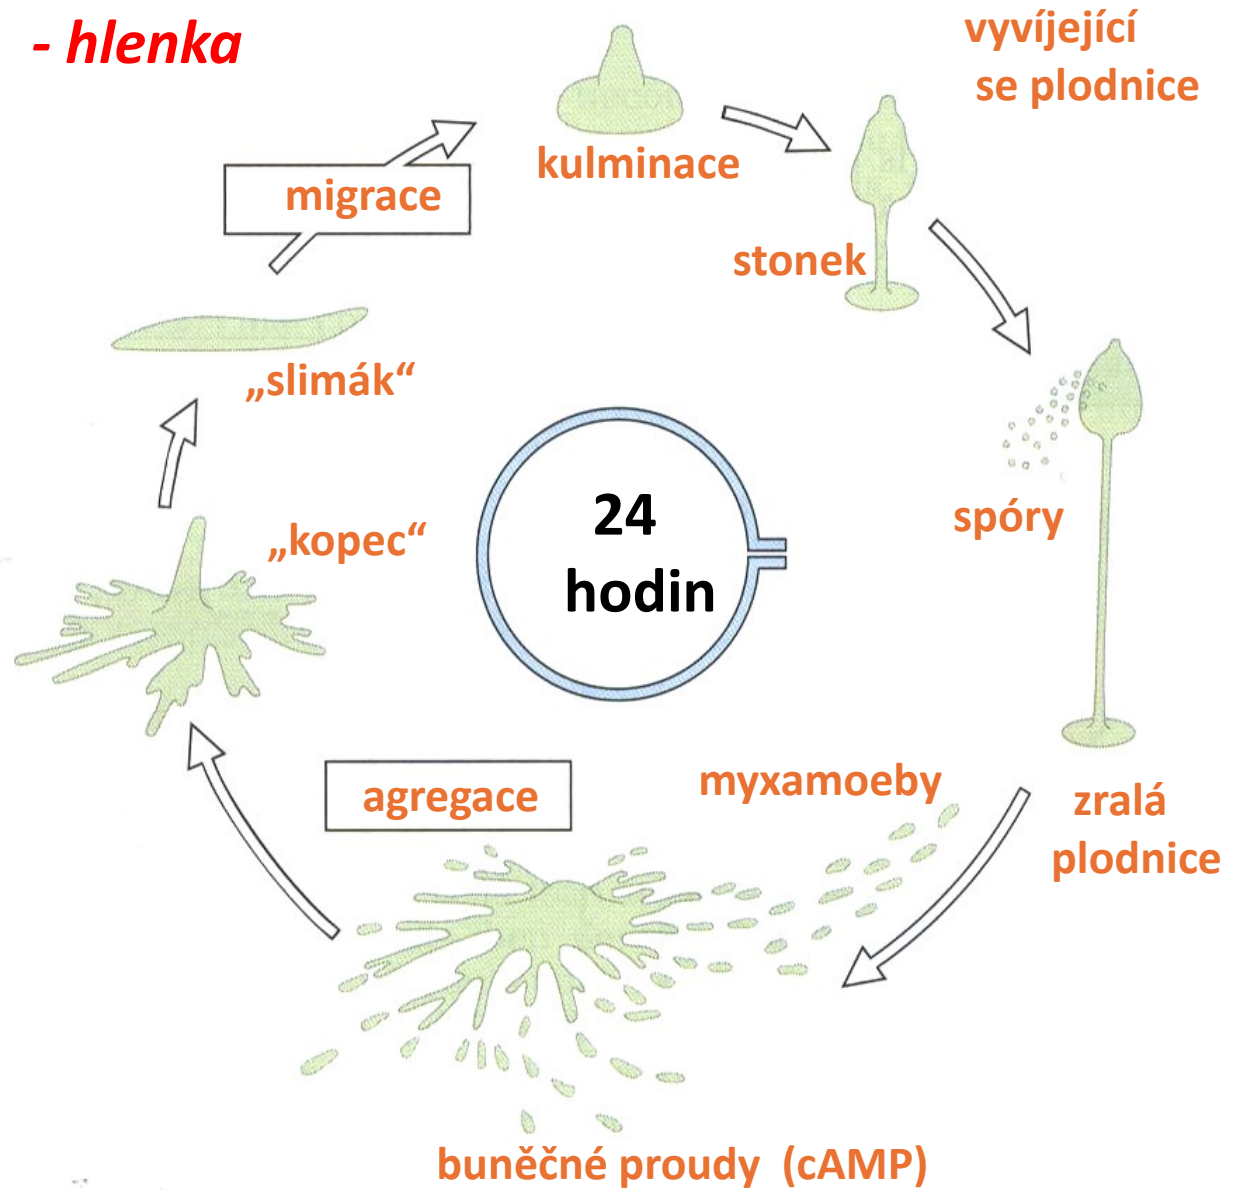 - hlenka
vyvíjející
se plodnice
kulminace
migrace
stonek
„slimák“
24
hodin
spóry
„kopec“
agregace
myxamoeby
zralá
plodnice
buněčné proudy (cAMP)